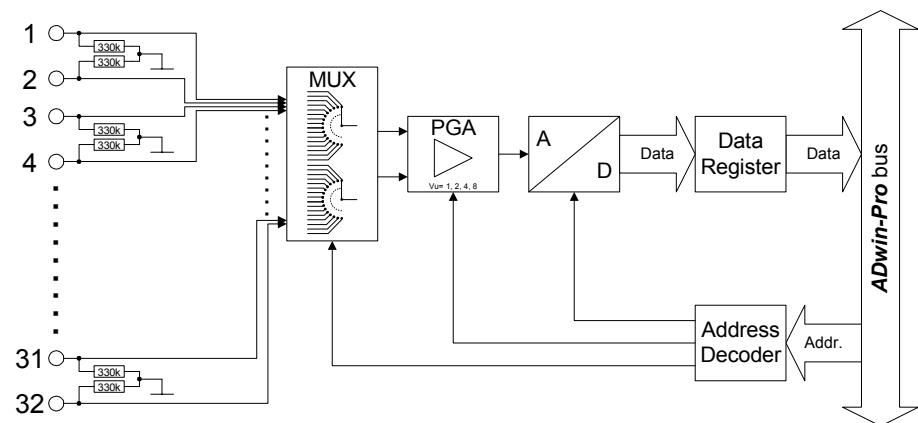 1
330k
330k
2
3
330k
330k
4
31
330k
330k
32
MUX
PGA
Vu= 1, 2, 4, 8
A
D
Data
Data
Register
Data
Address
Decoder
Addr.
ADwin-Pro bus